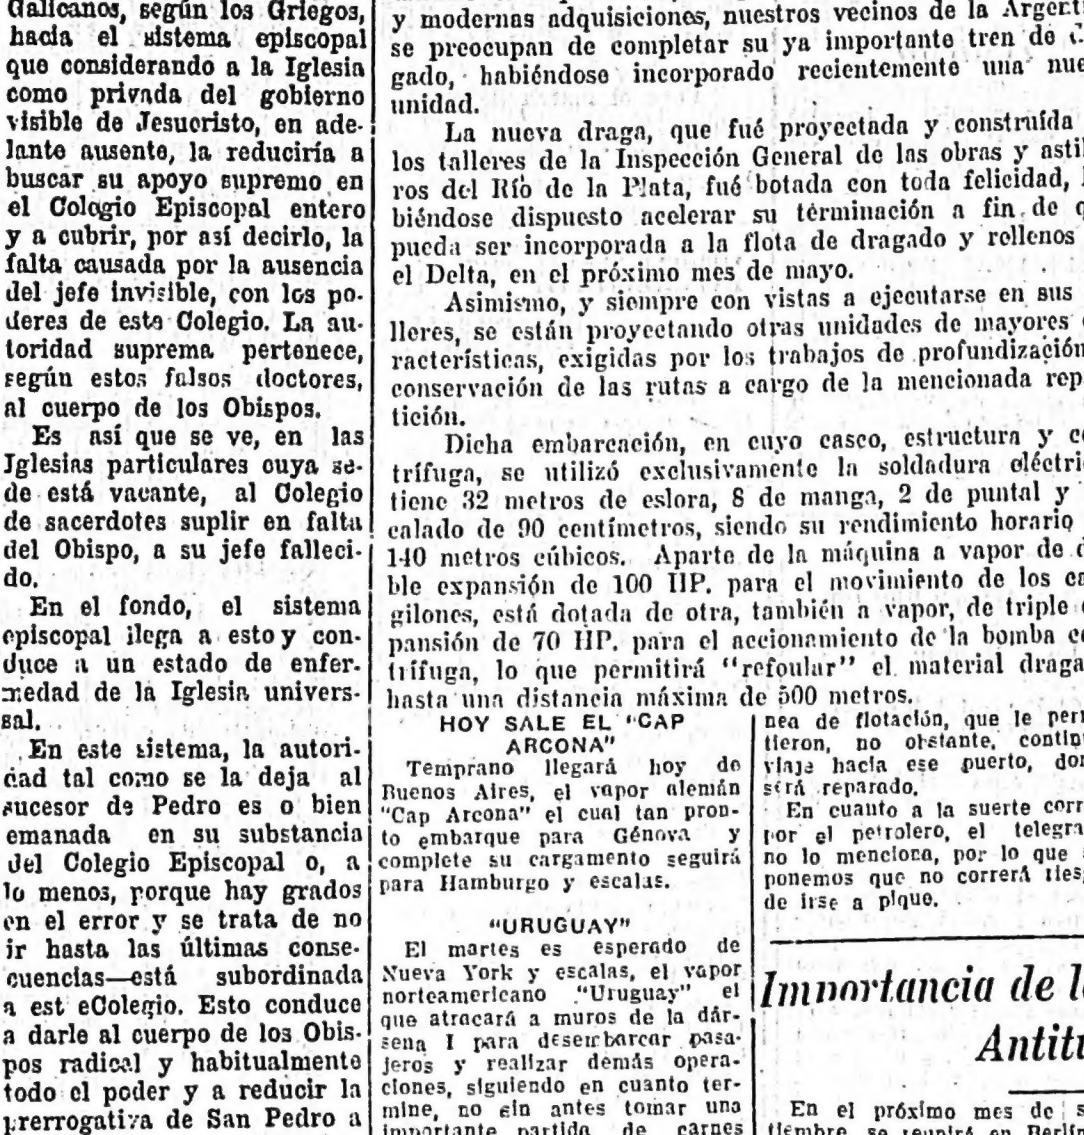 Galicanos, según los Griegos,
hacia el sistema episcopal
que considerando a la Iglesia
como privada del gobierno
visible de Jesucristo, en ade-
lante ausente, la reduciría a
buscar su apoyo supremo en
el Colegio Episcopal entero
y a cubrir, por así decirlo, la
falta causada por la ausencia
del jefe invisible, con los po-
deres de este Colegio. La au-
toridad suprema pertenece,
según estos falsos doctores,
al cuerpo de los Obispos.
Es así que se ve, en las
Iglesias particulares cuya se-
de está vacante, al Colegio
de sacerdotes suplir en falta
del Obispo, a su jefe falleci-
do.
En el fondo, el sistema
episcopal llega a esto y con-
duce a un estado de enfer-
medad de la Iglesia univers-
sal.
En este sistema, la autori-
dad tal como se la deja al
sucesor de Pedro es o bien
emanada en su substancia
del Colegio Episcopal o, a
lo menos, porque hay grados
en el error y se trata de no
ir hasta las últimas conse-
cuencias—está subordinada
a est eColegio. Esto conduce
a darle al cuerpo de los Obis-
pos radical y habitualmente
todo el poder y a reducir la
prerrogativa de San Pedro a
y modernas adquisiciones, nuestros vecinos de la Argenti
se preocupan de completar su ya importante tren de
gado, habiéndose incorporado recientemente una nue
unidad.
La nueva draga, que fué proyectada y construída
los talleres de la Inspección General de las obras y astil
ros del Río de la Plata, fué botada con toda felicidad,
biéndose dispuesto acelerar su terminación a fin de q
pueda ser incorporada a la flota de dragado y rellenos
el Delta, en el próximo mes de mayo.
Asimismo, y siempre con vistas a ejecutarse en sus
lleres, se están proyectando otras unidades de mayores
racterísticas, exigidas por los trabajos de profundización
conservación de las rutas a cargo de la mencionada rep
tición.
Dicha embarcación, en cuyo casco, estructura y ce
trífuga, se utilizó exclusivamente la soldadura eléctric
tiene 32 metros de eslora, 8 de manga, 2 de puntal y
calado de 90 centímetros, siendo su rendimiento horario
140 metros cúbicos. Aparte de la máquina a vapor de d
ble expansión de 100 HP. para el movimiento de los ca
gilones, está dotada de otra, también a vapor, de triple e
pansión de 70 HP. para el accionamiento de la bomba ce
trífuga, lo que permitirá "refoular" el material draga
hasta una distancia máxima de 500 metros.
HOY SALE EL "CAP
ARCONA"
Temprano llegará hoy de
Buenos Aires, el vapor alemán
"Cap Arcona" el cual tan pron-
to embarque para Génova y
complete su cargamento seguirá
para Hamburgo y escalas.
"URUGUAY"
El martes es esperado de
Nueva York y escalas, el vapor
norteamericano "Uruguay" el
que atracará a muros de la dár-
sena I para desembarcar pasa-
jeros y realizar demás opera-
ciones, siguiendo en cuanto ter-
mine, no sin antes tomar una
importante partida de carnes
nea de flotación, que le perm
tieron, no obstante, continu
viaje hacia ese puerto, don
será reparado.
En cuanto a la suerte corr
por el petrolero, el telegra
no lo menciona, por lo que s
ponemos que no correrá riesg
de irse a pique.
Importancia de l
Antitu
En el próximo mes de s
tiembre se reunirá en Berlín